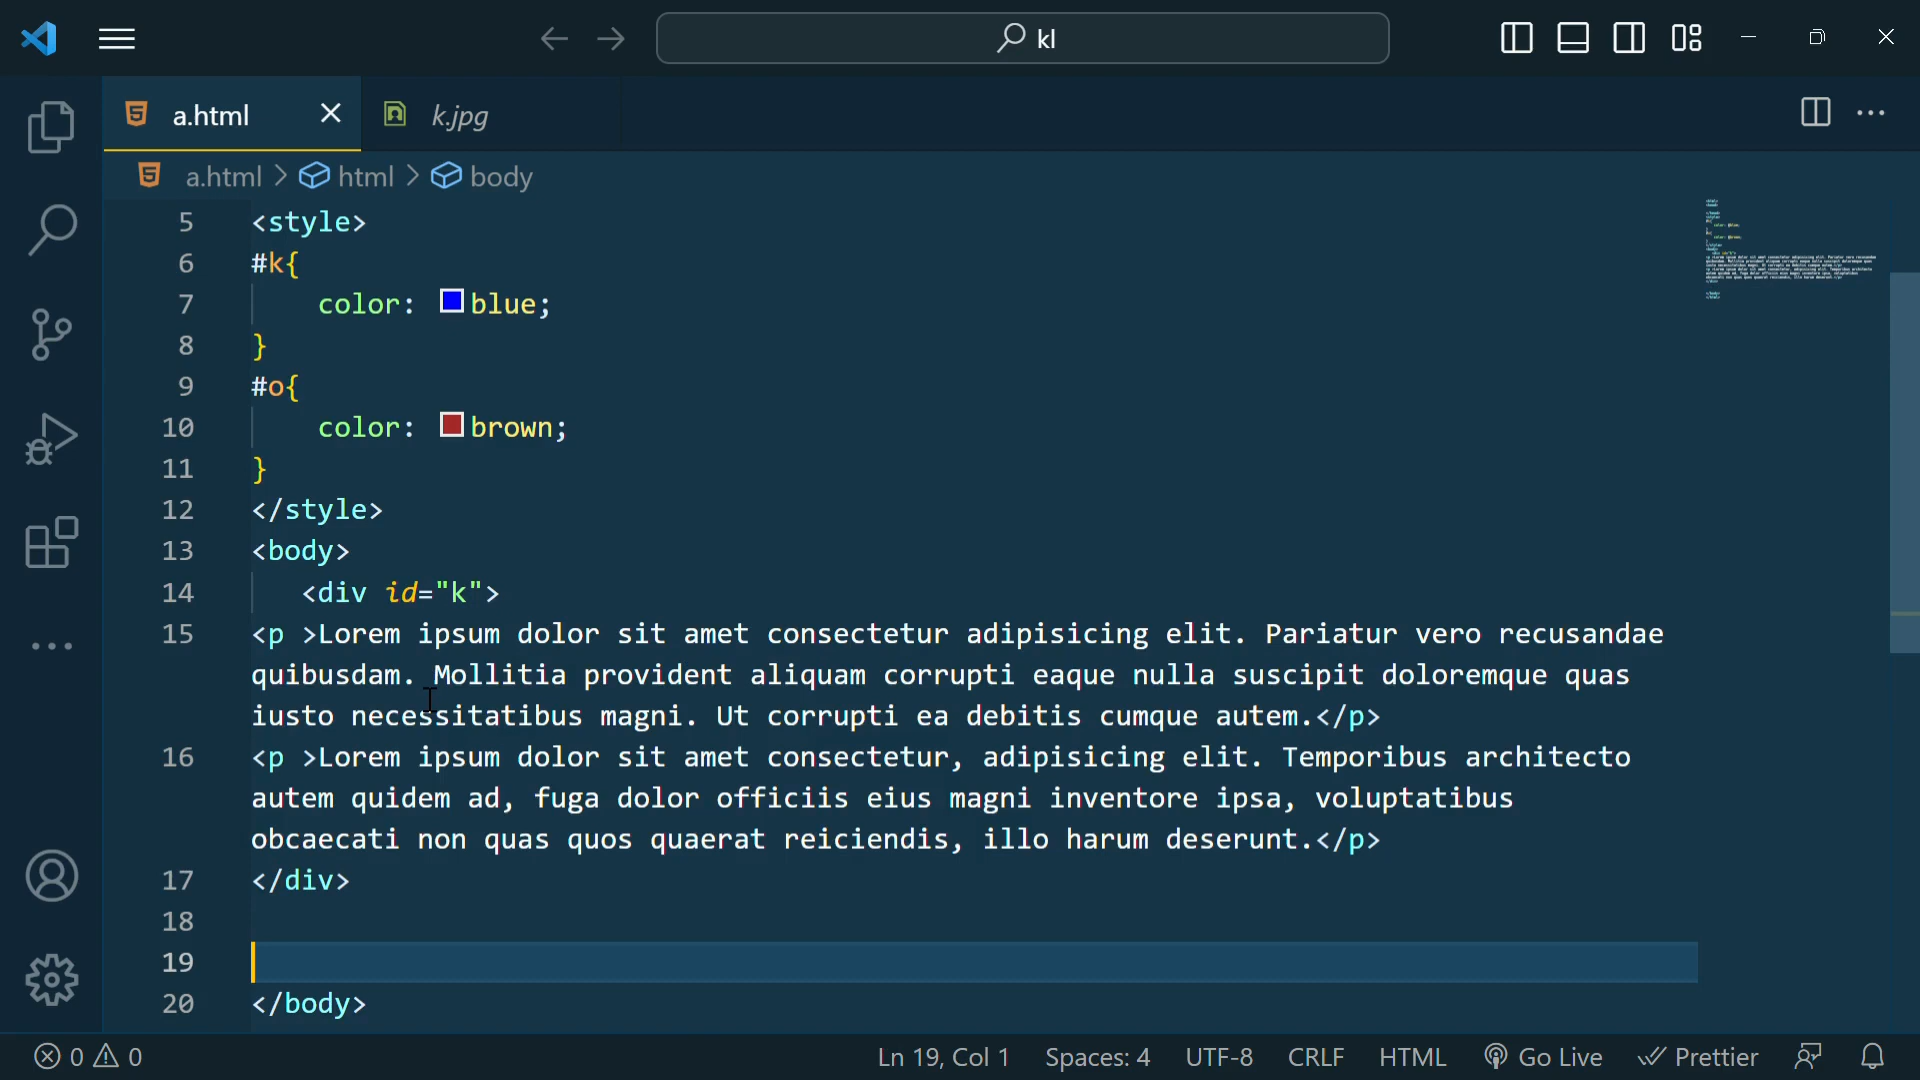 kl
a.html
k.jpg
a.html > html > body
5 <style>
6 #k{
7 color: blue;
8 }
9 #o{
10 color: brown;
11 }
12 </style>
13 <body>
14 <div id="k">
15 <p >Lorem ipsum dolor sit amet consectetur adipisicing elit. Pariatur vero recusandae
quibusdam. Mollitia provident aliquam corrupti eaque nulla suscipit doloremque quas
iusto necessitatibus magni. Ut corrupti ea debitis cumque autem.</p>
16 <p >Lorem ipsum dolor sit amet consectetur, adipisicing elit. Temporibus architecto
autem quidem ad, fuga dolor officiis eius magni inventore ipsa, voluptatibus
obcaecati non quas quos quaerat reiciendis, illo harum deserunt.</p>
17 </div>
18
19
20 </body>
0 0 Ln 19, Col 1 Spaces: 4 UTF-8 CRLF HTML Go Live Prettier